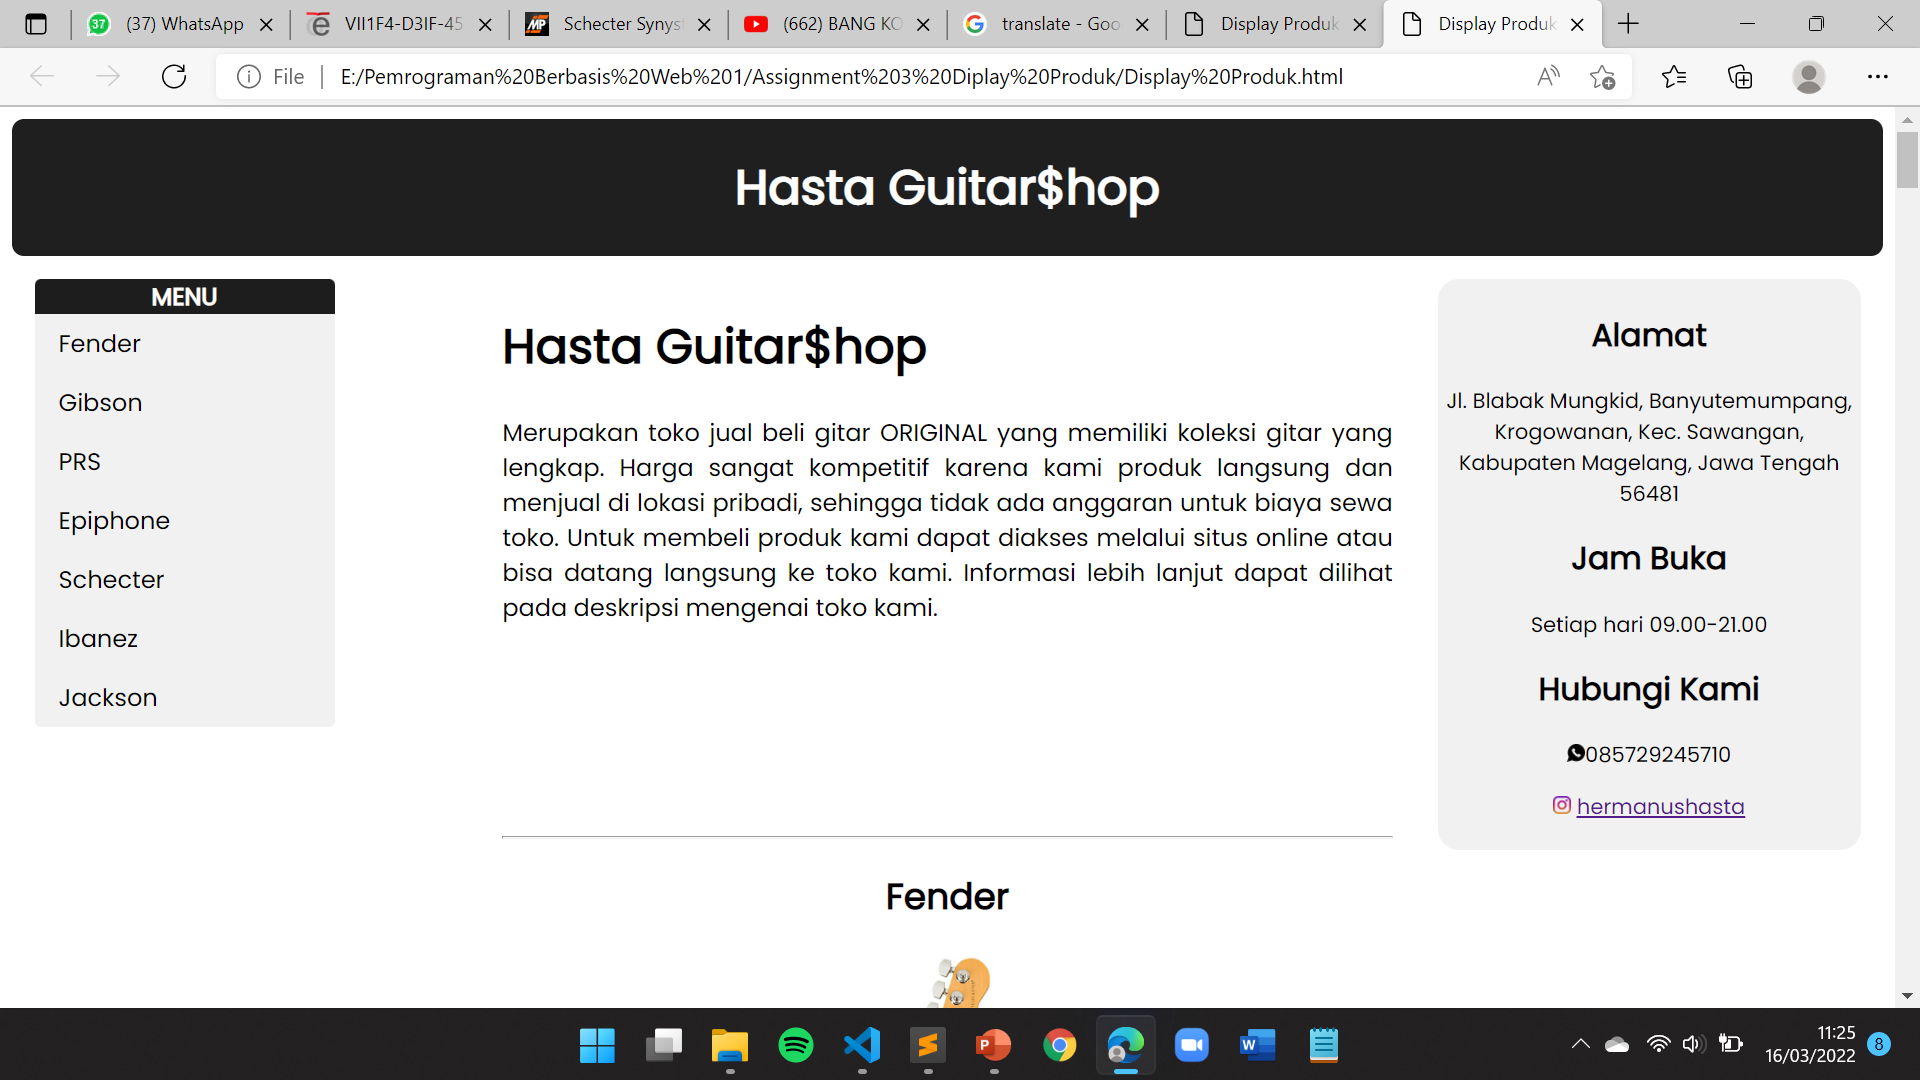 37
(37) WhatsApp
VII1F4-D3IF-45
MP
Schecter Synyst
(662) BANG KO
translate - Goo
Display Produk
Display Produk
File
E:/Pemrograman%20Berbasis%20Web%201/Assignment%203%20Diplay%20Produk/Display%20Produk.html
Hasta Guitar$hop
MENU
Fender
Gibson
PRS
Epiphone
Schecter
Ibanez
Jackson
Hasta Guitar$hop
Merupakan toko jual beli gitar ORIGINAL yang memiliki koleksi gitar yang
lengkap. Harga sangat kompetitif karena kami produk langsung dan
menjual di lokasi pribadi, sehingga tidak ada anggaran untuk biaya sewa
toko. Untuk membeli produk kami dapat diakses melalui situs online atau
bisa datang langsung ke toko kami. Informasi lebih lanjut dapat dilihat
pada deskripsi mengenai toko kami.
Alamat
Jl. Blabak Mungkid, Banyutemumpang,
Krogowanan, Kec. Sawangan,
Kabupaten Magelang, Jawa Tengah
56481
Jam Buka
Setiap hari 09.00-21.00
Hubungi Kami
085729245710
hermanushasta
Fender
11:25
16/03/2022
8